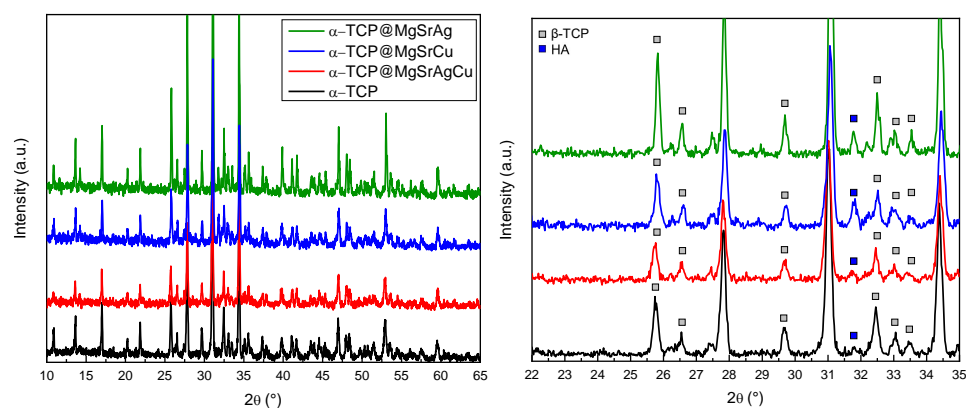 α−TCP@MgSrAg
α−TCP@MgSrCu
α−TCP@MgSrAgCu
α−TCP
Intensity (a.u.)
10 15 20 25 30 35 40 45 50 55 60 65
2θ (°)
β-TCP
HA
Intensity (a.u.)
22 23 24 25 26 27 28 29 30 31 32 33 34 35
2θ (°)